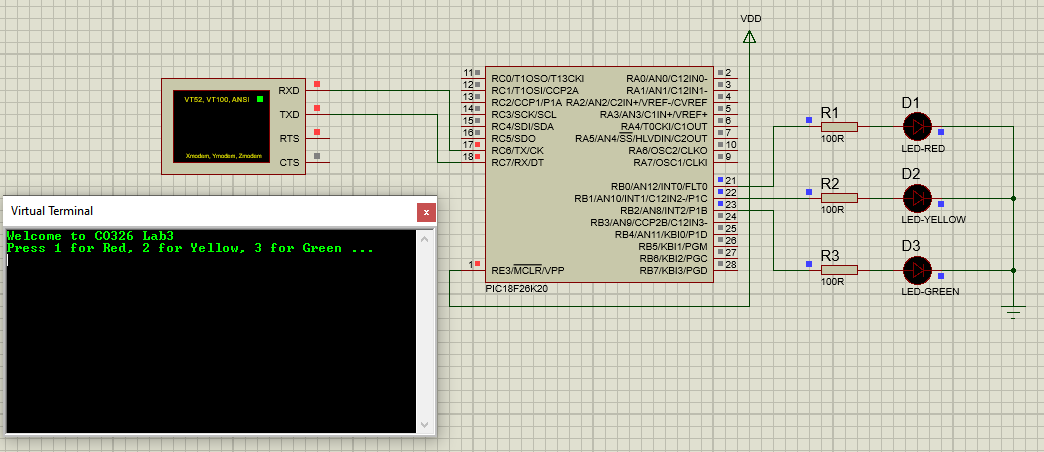 VDD
VT52, VT100, ANSI
Xmodem, Ymodem, Zmodem
RXD
TXD
RTS
CTS
11 RC0/T1OSO/T13CKI
12 RC1/T1OSI/CCP2A
13 RC2/CCP1/P1A
14 RC3/SCK/SCL
15 RC4/SDI/SDA
16 RC5/SDO
17 RC6/TX/CK
18 RC7/RX/DT
1 RE3/MCLR/VPP
RA0/AN0/C12IN0- 2
RA1/AN1/C12IN1- 3
RA2/AN2/C2IN+/VREF-/CVREF 4
RA3/AN3/C1IN+/VREF+ 5
RA4/T0CKI/C1OUT 6
RA5/AN4/SS/HLVDIN/C2OUT 7
RA6/OSC2/CLKO 10
RA7/OSC1/CLKI 9
RB0/AN12/INT0/FLT0 21
RB1/AN10/INT1/C12IN2-/P1C 22
RB2/AN8/INT2/P1B 23
RB3/AN9/CCP2B/C12IN3- 24
RB4/AN11/KBI0/P1D 25
RB5/KBI1/PGM 26
RB6/KBI2/PGC 27
RB7/KBI3/PGD 28
PIC18F26K20
R1
100R
D1
LED-RED
R2
100R
D2
LED-YELLOW
R3
100R
D3
LED-GREEN
Virtual Terminal
x
Welcome to CO326 Lab3
Press 1 for Red, 2 for Yellow, 3 for Green ...